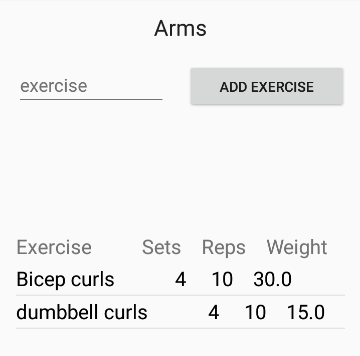 Arms
exercise ADD EXERCISE
Exercise Sets Reps Weight
Bicep curls 4 10 30.0
dumbbell curls 4 10 15.0